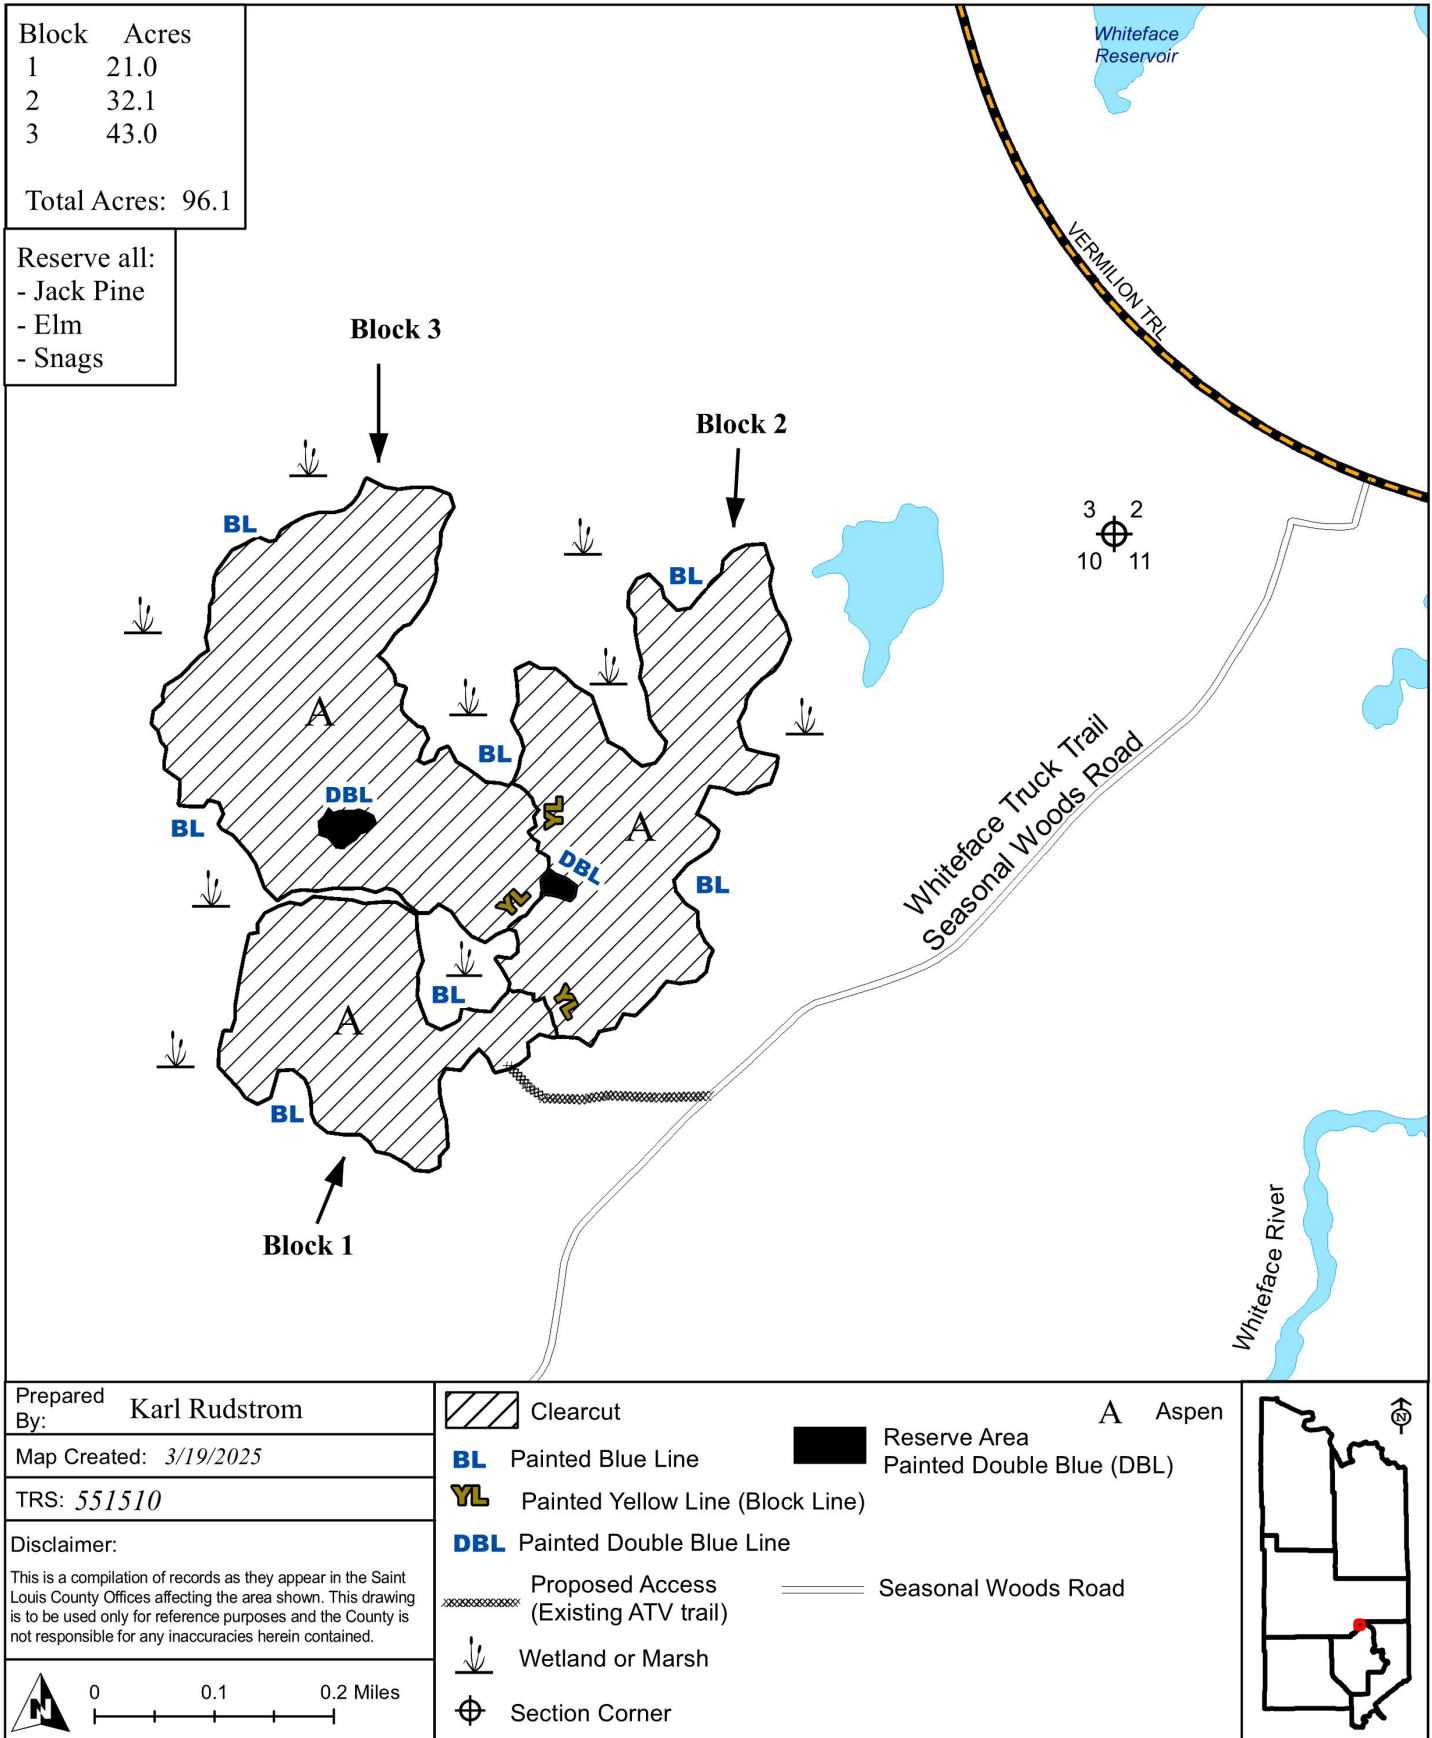 Block Acres
1 21.0
2 32.1
3 43.0
Total Acres: 96.1
Reserve all:
- Jack Pine
- Elm
- Snags
Whiteface
Reservoir
VERMILION TRL
Block 3
Block 2
BL
3 2
10 11
BL
A
BL
DBL
BL
YL
A
DBL
BL
YL
Whiteface Truck Trail
Seasonal Woods Road
BL
YL
A
BL
Block 1
Whiteface River
Prepared
By: Karl Rudstrom
Map Created: 3/19/2025
TRS: 551510
Disclaimer:
This is a compilation of records as they appear in the Saint
Louis County Offices affecting the area shown. This drawing
is to be used only for reference purposes and the County is
not responsible for any inaccuracies herein contained.
N
0 0.1 0.2 Miles
Clearcut
BL Painted Blue Line
YL Painted Yellow Line (Block Line)
DBL Painted Double Blue Line
Proposed Access
(Existing ATV trail)
Wetland or Marsh
Section Corner
A Aspen
Reserve Area
Painted Double Blue (DBL)
Seasonal Woods Road
N